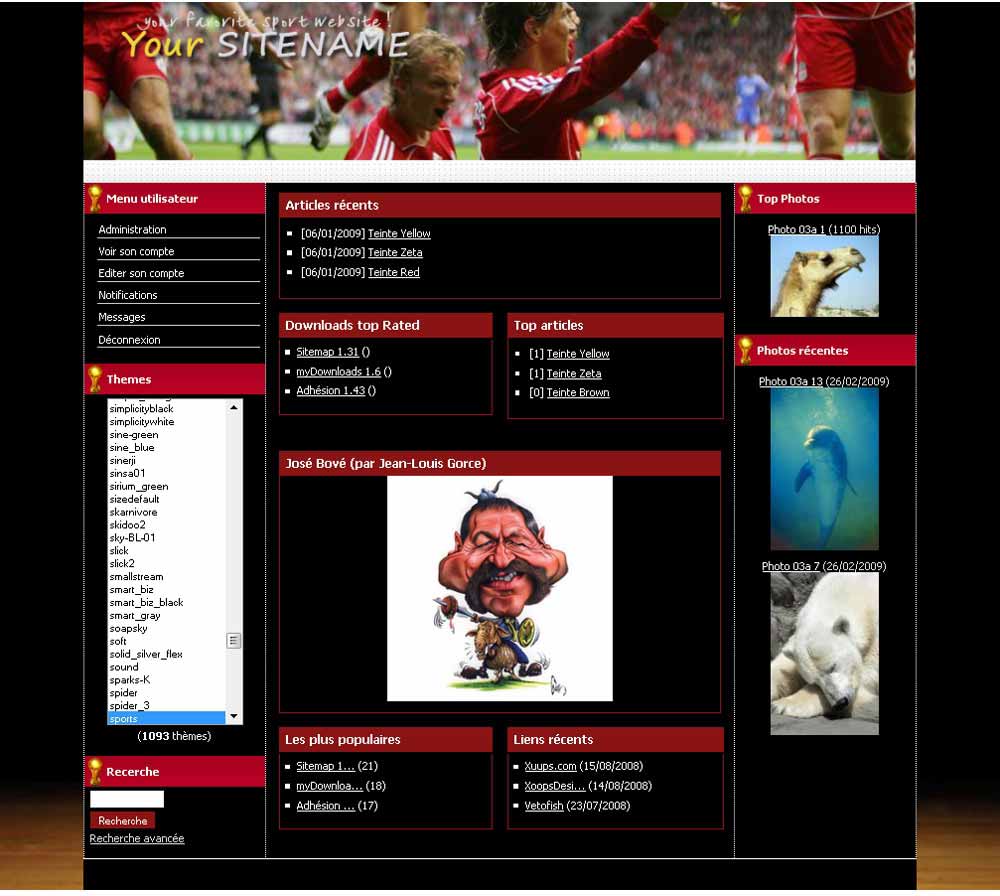 your favorite sport website!
Your SITENAME
Menu utilisateur
Administration
Voir son compte
Editer son compte
Notifications
Messages
Déconnexion
Themes
simplicityblack
simplicitywhite
sine-green
sine_blue
sinerji
sinsa01
sirium_green
sizedefault
skarnivore
skidoo2
sky-BL-01
slick
slick2
smallstream
smart_biz
smart_biz_black
smart_gray
soapsky
soft
solid_silver_flex
sound
sparks-K
spider
spider_3
sports
(1093 thèmes)
Recerche
Recherche
Recherche avancée
Articles récents
[06/01/2009] Teinte Yellow
[06/01/2009] Teinte Zeta
[06/01/2009] Teinte Red
Downloads top Rated
Sitemap 1.31 ()
myDownloads 1.6 ()
Adhésion 1.43 ()
Top articles
[1] Teinte Yellow
[1] Teinte Zeta
[0] Teinte Brown
José Bové (par Jean-Louis Gorce)
Les plus populaires
Sitemap 1... (21)
myDownloa... (18)
Adhésion ... (17)
Liens récents
Xuups.com (15/08/2008)
XoopsDesi... (14/08/2008)
Vetofish (23/07/2008)
Top Photos
Photo 03a 1 (1100 hits)
Photos récentes
Photo 03a 13 (26/02/2009)
Photo 03a 7 (26/02/2009)